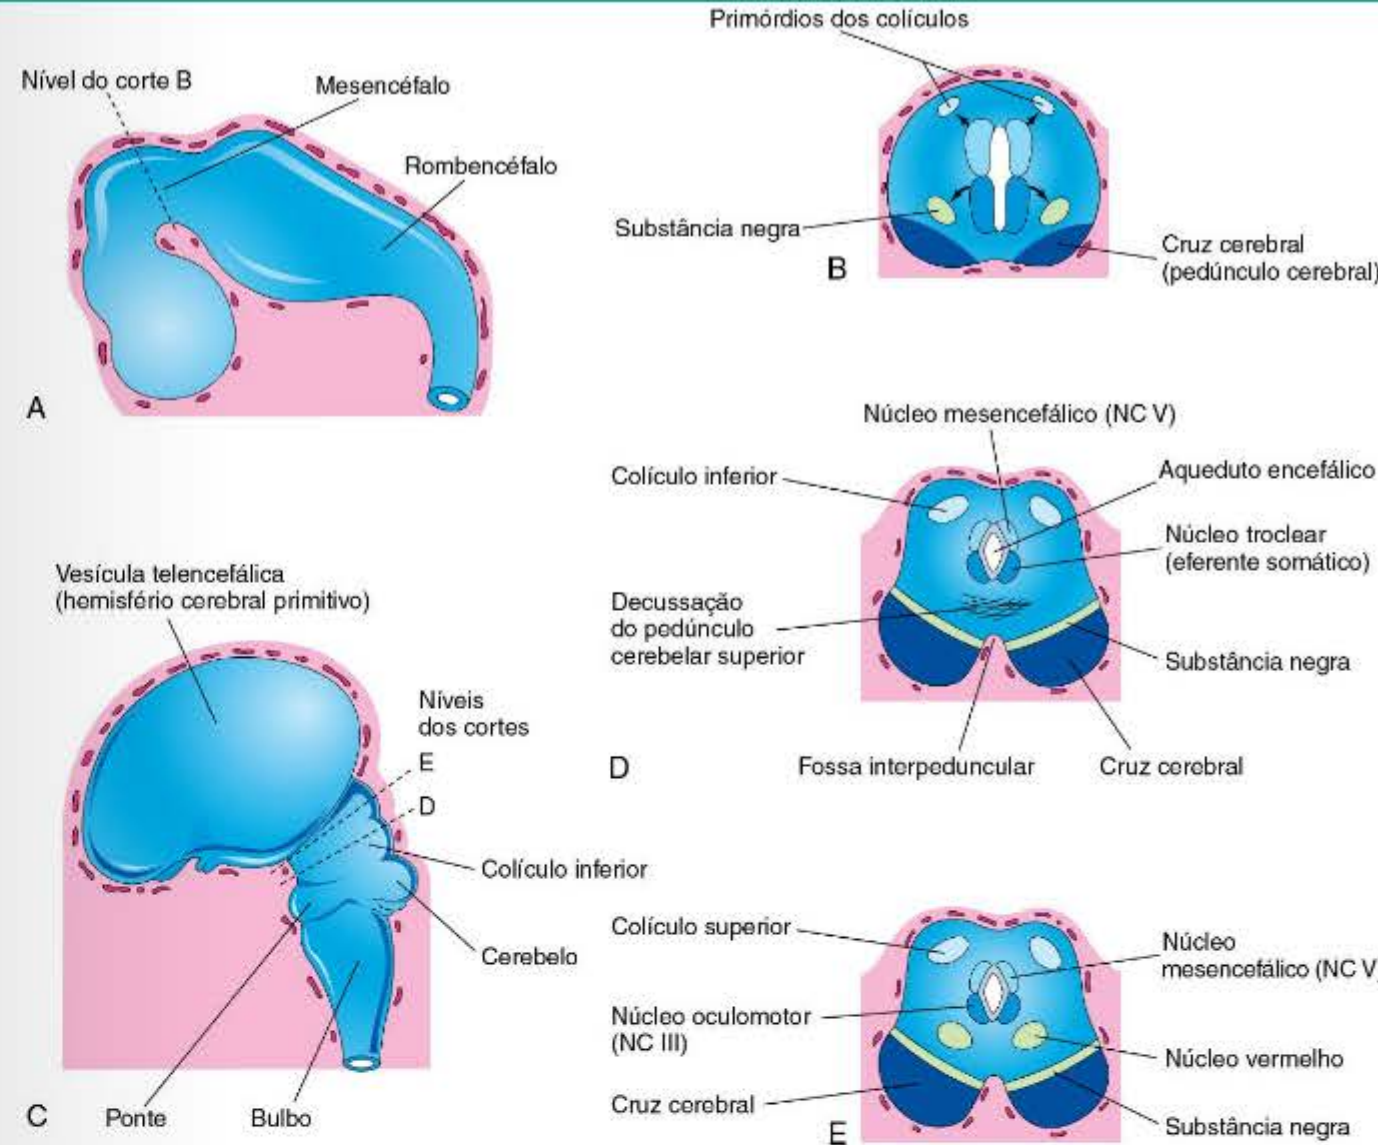 Nível do corte B
Mesencéfalo
Rombencéfalo
A
Primórdios dos colículos
Substância negra
B
Cruz cerebral
(pedúnculo cerebral)
Vesícula telencefálica
(hemisfério cerebral primitivo)
Níveis
dos cortes
E
D
Colículo inferior
Cerebelo
C
Ponte
Bulbo
Núcleo mesencefálico (NC V)
Colículo inferior
Aqueduto encefálico
Núcleo troclear
(eferente somático)
Decussação
do pedúnculo
cerebelar superior
Substância negra
D
Fossa interpeduncular
Cruz cerebral
Colículo superior
Núcleo
mesencefálico (NC V
Núcleo oculomotor
(NC III)
Núcleo vermelho
Cruz cerebral
Substância negra
E